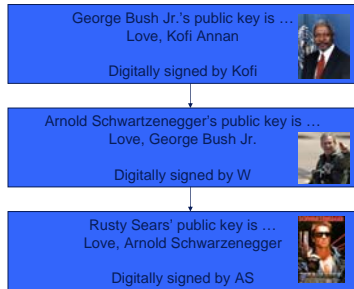 George Bush Jr.'s public key is …
Love, Kofi Annan
Digitally signed by Kofi
Arnold Schwartzenegger's public key is …
Love, George Bush Jr.
Digitally signed by W
Rusty Sears' public key is …
Love, Arnold Schwarzenegger
Digitally signed by AS